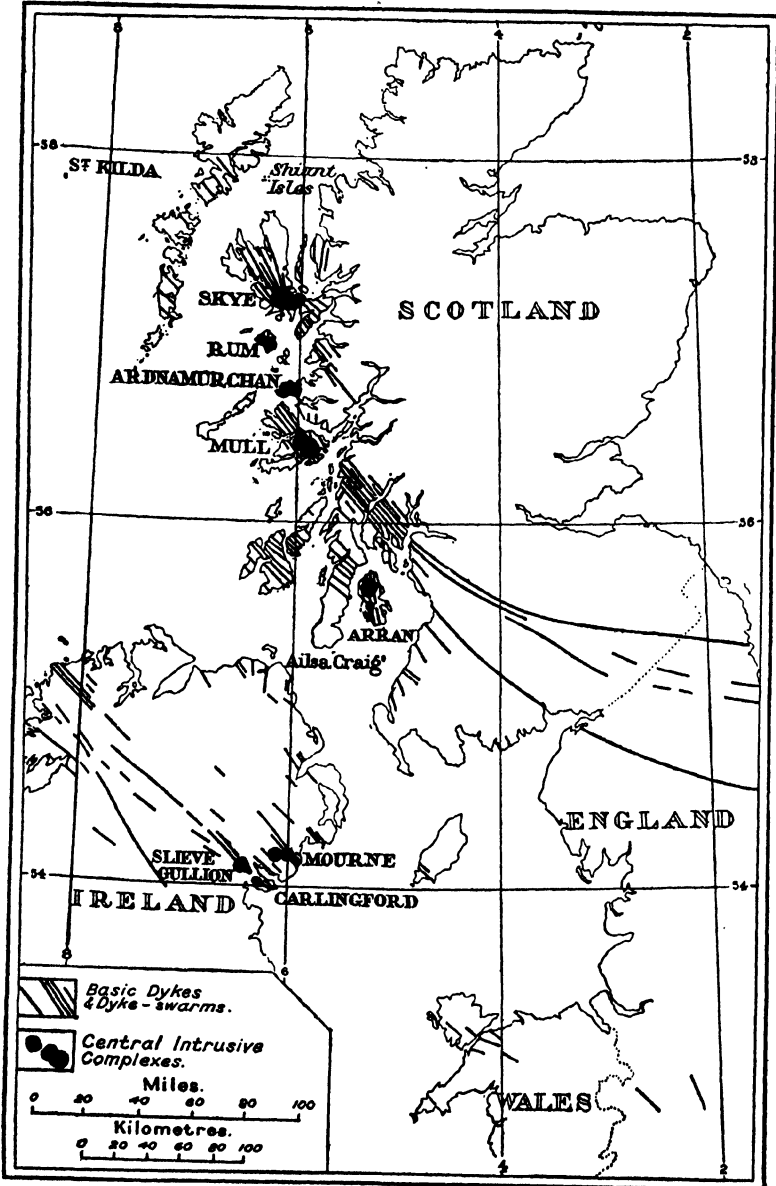 8
6
4
2
58
58
ST KILDA
Shiant
Isles
SKYE
SCOTLAND
RUM
ARDNAMURCHAN
MULL
56
56
ARRAN
Ailsa Craig
ENGLAND
SLIEVE
GULLION
MOURNE
54
54
IRELAND
CARLINGFORD
8
6
Basic Dykes
& Dyke-swarms.
Central Intrusive
Complexes.
Miles.
0 20 40 60 80 100
Kilometres.
0 20 40 60 80 100
WALES
4
2